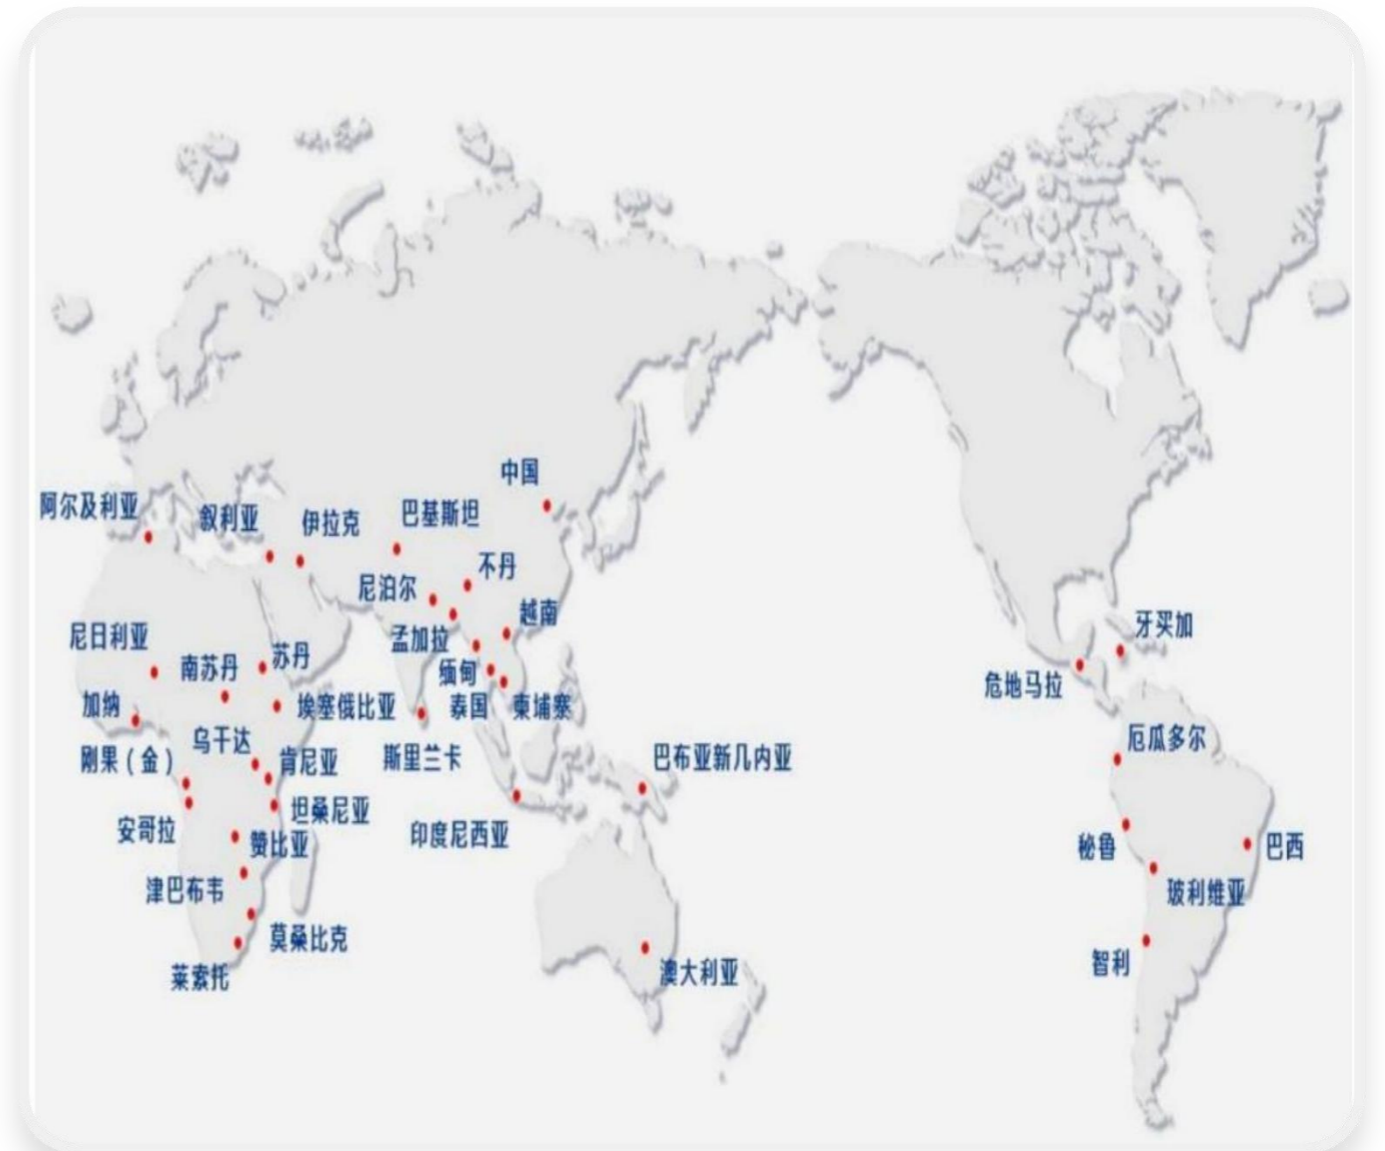 中国
阿尔及利亚
叙利亚
伊拉克
巴基斯坦
不丹
尼泊尔
越南
孟加拉
尼日利亚
南苏丹
苏丹
缅甸
加纳
埃塞俄比亚
泰国
柬埔寨
乌干达
刚果（金）
肯尼亚
斯里兰卡
巴布亚新几内亚
安哥拉
坦桑尼亚
赞比亚
印度尼西亚
津巴布韦
莫桑比克
莱索托
澳大利亚
牙买加
危地马拉
厄瓜多尔
秘鲁
巴西
玻利维亚
智利